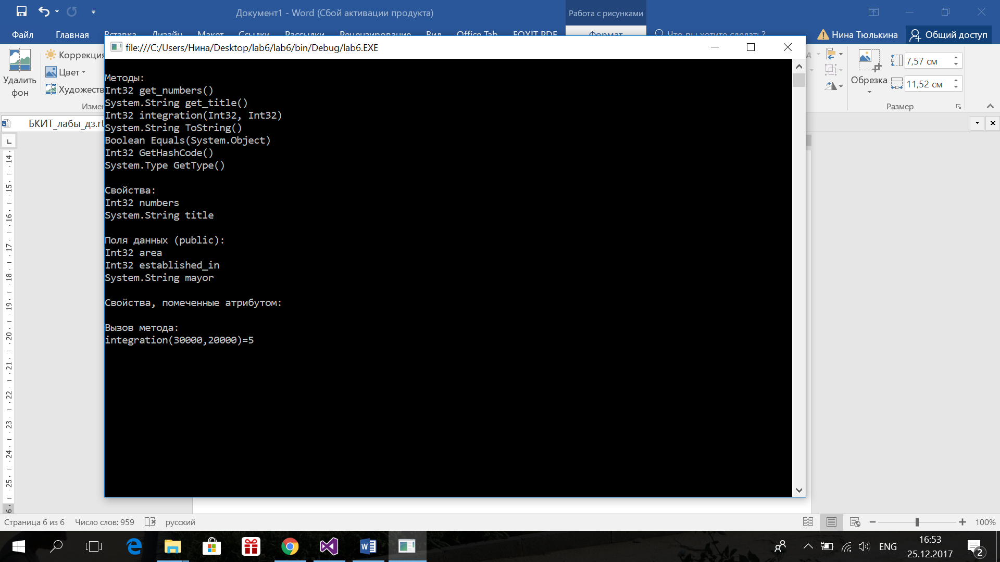 Документ1 - Word (Сбой активации продукта)
Работа с рисунками
Файл
Главная
Вставка
Дизайн
Макет
Ссылки
Рассылки
Рецензирование
Вид
Office Tab
FOXIT PDF
Формат
Что вы хотите сделать?
Нина Тюлькина
Общий доступ
file:///C:/Users/Нина/Desktop/lab6/lab6/bin/Debug/lab6.EXE
Удалить
фон
Коррекция
Цвет
Художеств
Измен
Обрезка
7,57 см
11,52 см
Размер
БКИТ_лабы_дз.rt
Методы:
Int32 get_numbers()
System.String get_title()
Int32 integration(Int32, Int32)
System.String ToString()
Boolean Equals(System.Object)
Int32 GetHashCode()
System.Type GetType()
Свойства:
Int32 numbers
System.String title
Поля данных (public):
Int32 area
Int32 established_in
System.String mayor
Свойства, помеченные атрибутом:
Вызов метода:
integration(30000,20000)=5
14
15
16
17
18
19
20
21
22
23
24
25
Страница 6 из 6
Число слов: 959
русский
100%
ENG
16:53
25.12.2017
2